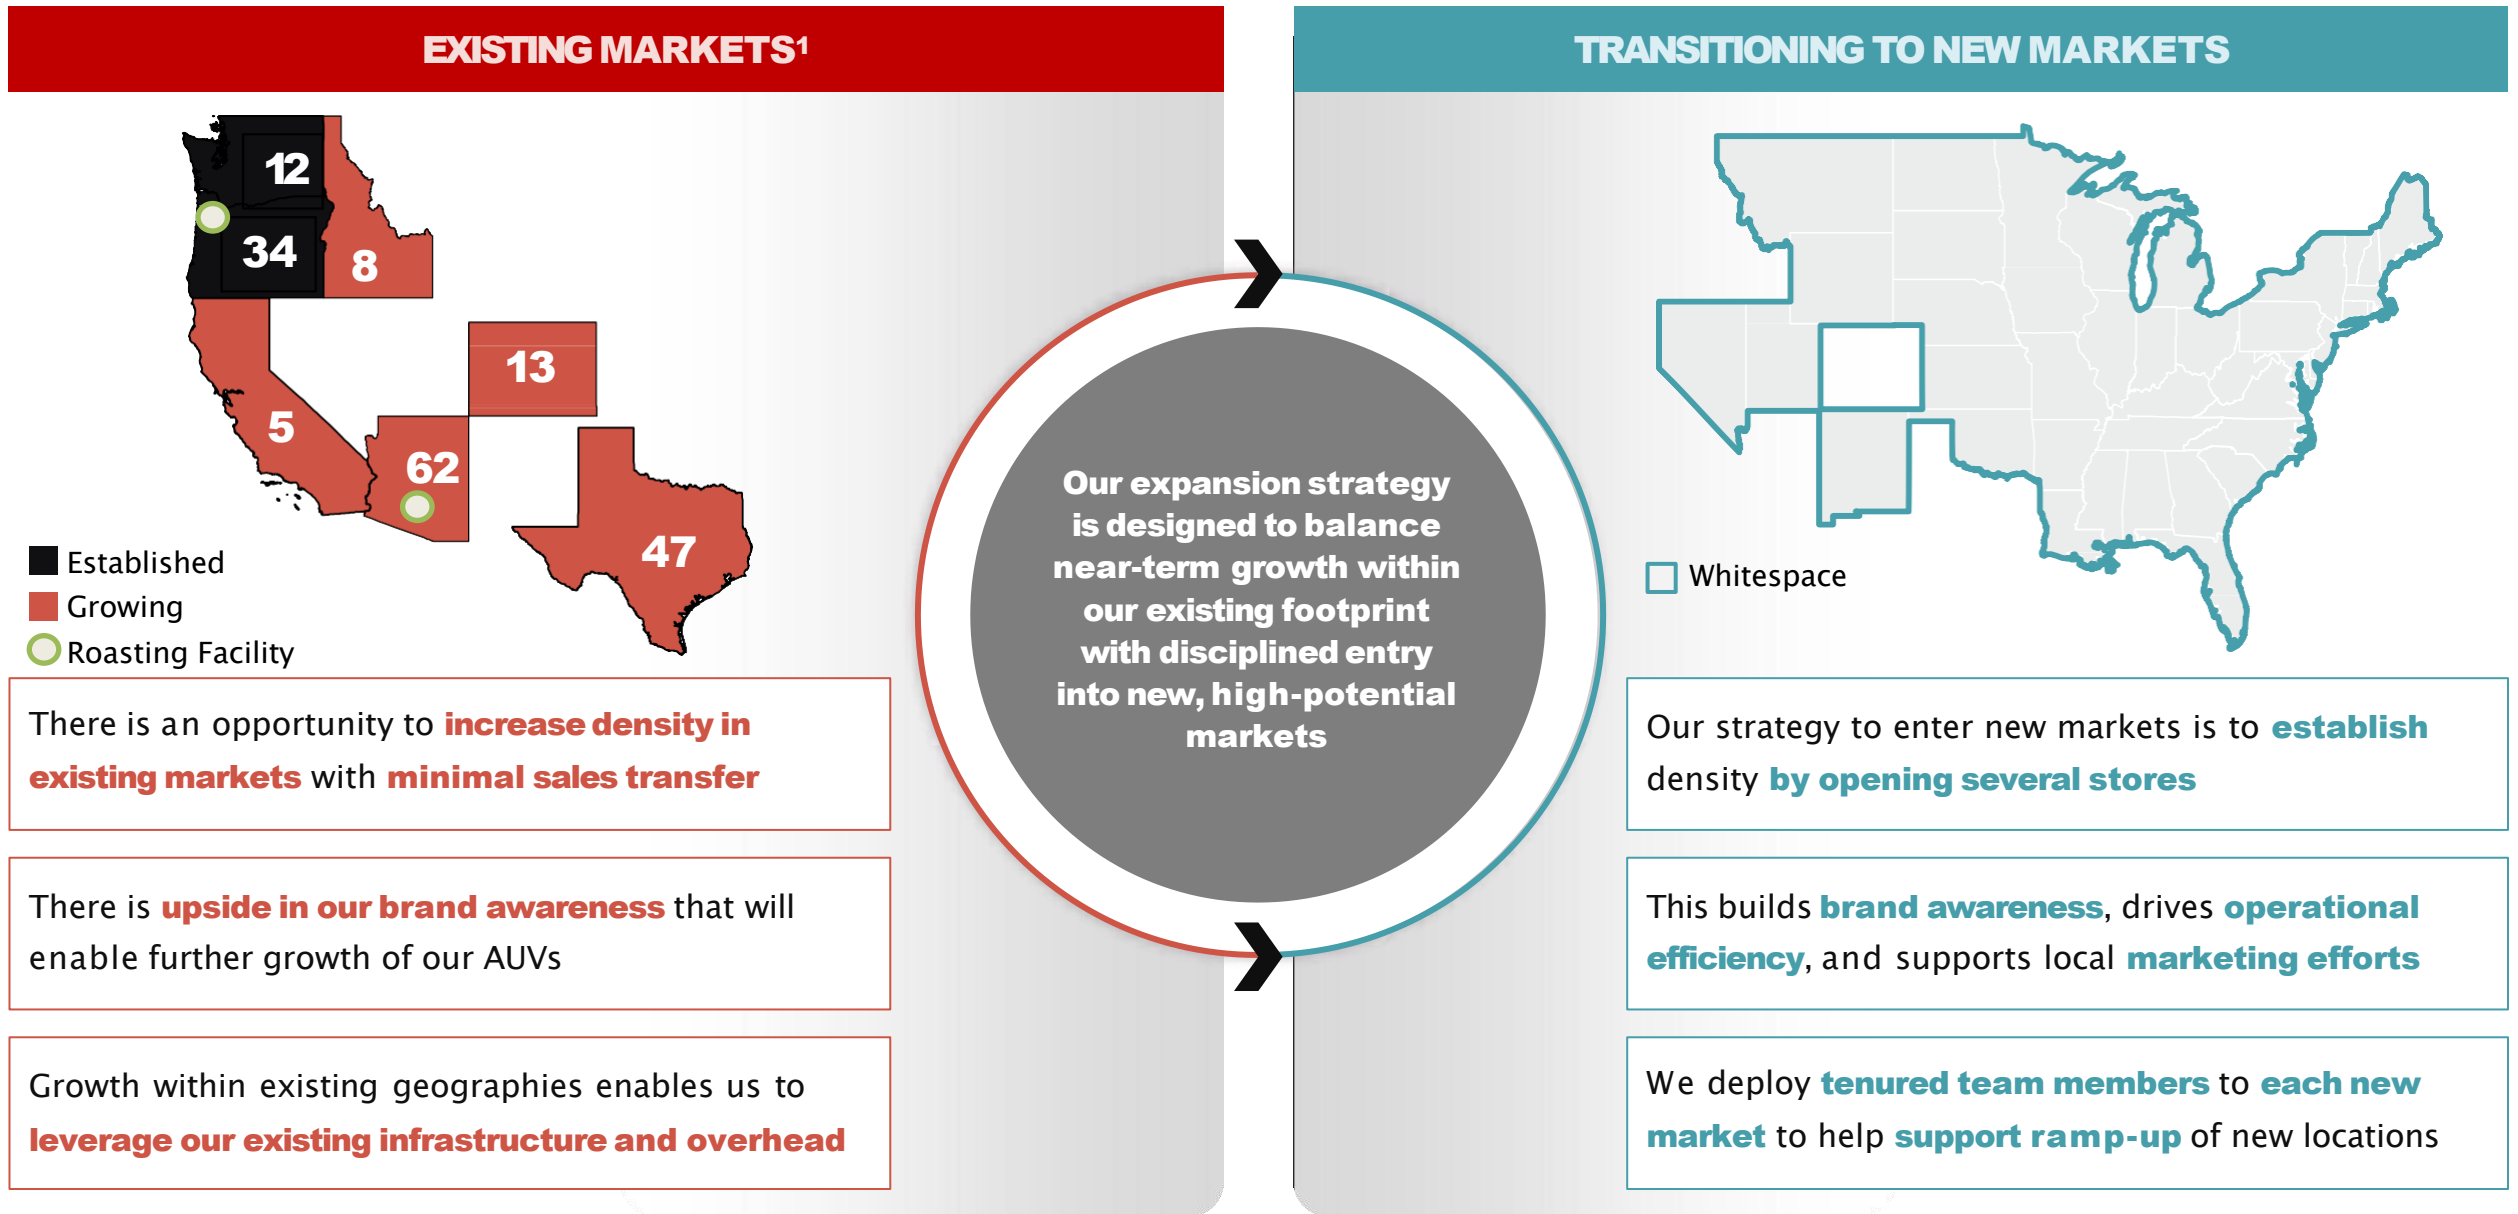 EXISTING MARKETS¹
12
34
8
13
5
62
47
Established
Growing
Roasting Facility
There is an opportunity to increase density in
existing markets with minimal sales transfer
There is upside in our brand awareness that will
enable further growth of our AUVs
Growth within existing geographies enables us to
leverage our existing infrastructure and overhead
Our expansion strategy
is designed to balance
near-term growth within
our existing footprint
with disciplined entry
into new, high-potential
markets
TRANSITIONING TO NEW MARKETS
Whitespace
Our strategy to enter new markets is to establish
density by opening several stores
This builds brand awareness, drives operational
efficiency, and supports local marketing efforts
We deploy tenured team members to each new
market to help support ramp-up of new locations